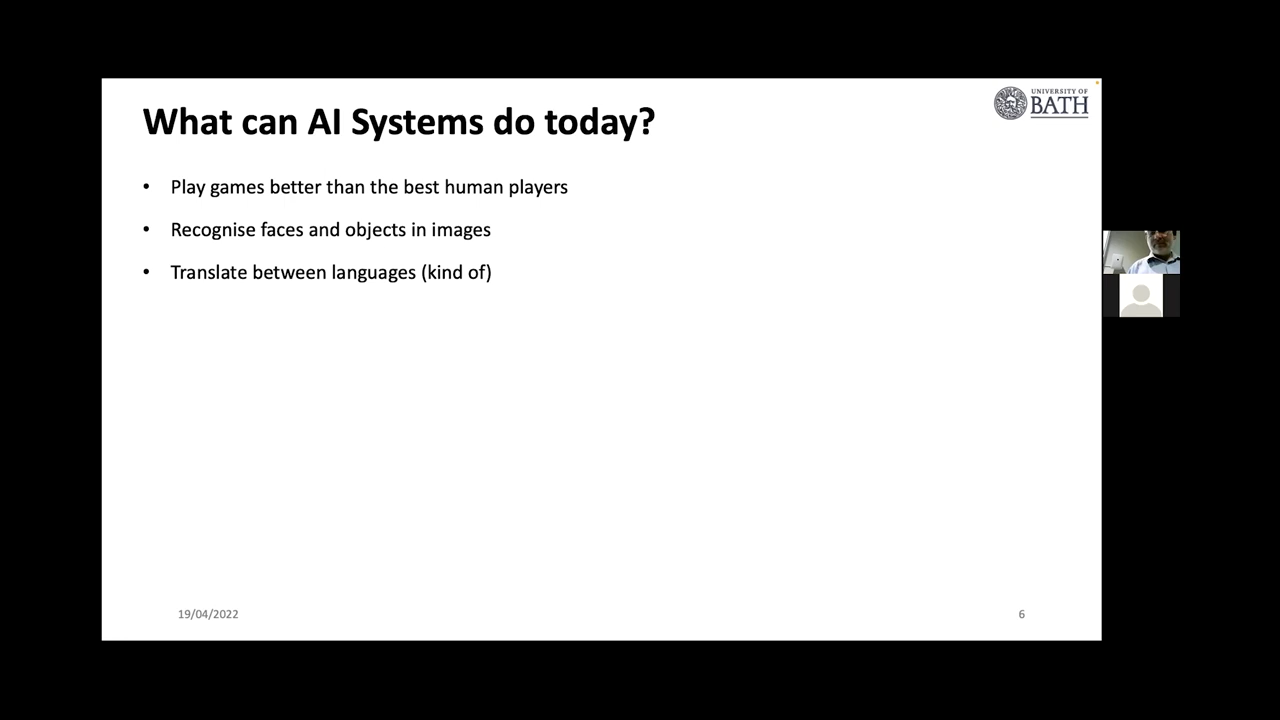 UNIVERSITY OF
BATH
What can AI Systems do today?
• Play games better than the best human players
• Recognise faces and objects in images
• Translate between languages (kind of)
19/04/2022
6